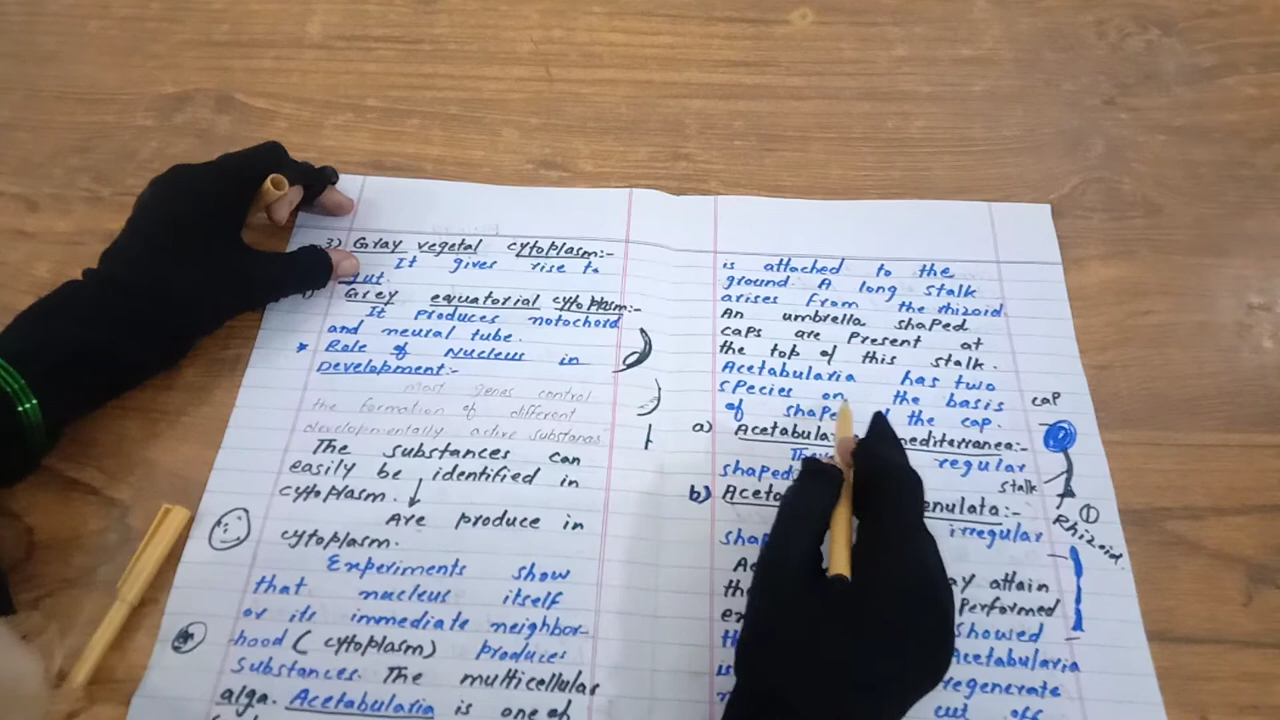 3) Gray vegetal cytoplasm:-
It gives rise to
gut.
Grey equatorial cytoplasm:-
It produces notochord
and neural tube.
* Role of Nucleus in
Development:-
Most genes control
the formation of different
developmentally active substanas
The substances can
easily be identified in
cytoplasm.
Are produce in
cytoplasm.
Experiments show
that nucleus itself
or its immediate neighbor-
hood ( cytoplasm) produces
substances. The multicellular
alga. Acetabularia is one of
is attached to the
ground. A long stalk
arises from the rhizoid.
An umbrella shaped
caps are present at
the top of this stalk.
Acetabularia has two
species on the basis
of shape the cap.
a) Acetabula mediterranea:-
regular
shaped
b) Aceto enulata:-
irregular
attain
performed
showed
Acetabularia
is
regenerate
cut off
cap
stalk
Rhizoid.
①